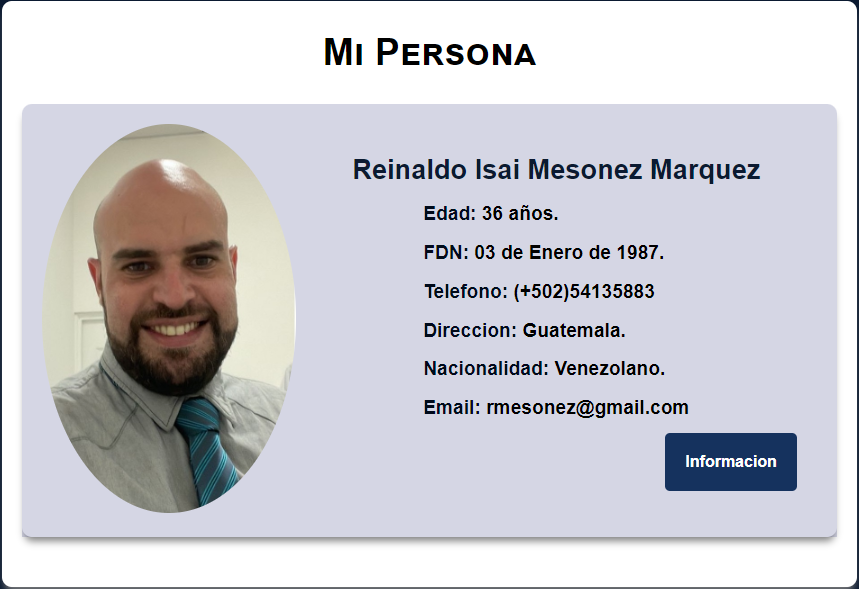 Mi Persona
Reinaldo Isai Mesonez Marquez
Edad: 36 años.
FDN: 03 de Enero de 1987.
Telefono: (+502)54135883
Direccion: Guatemala.
Nacionalidad: Venezolano.
Email: rmesonez@gmail.com
Informacion